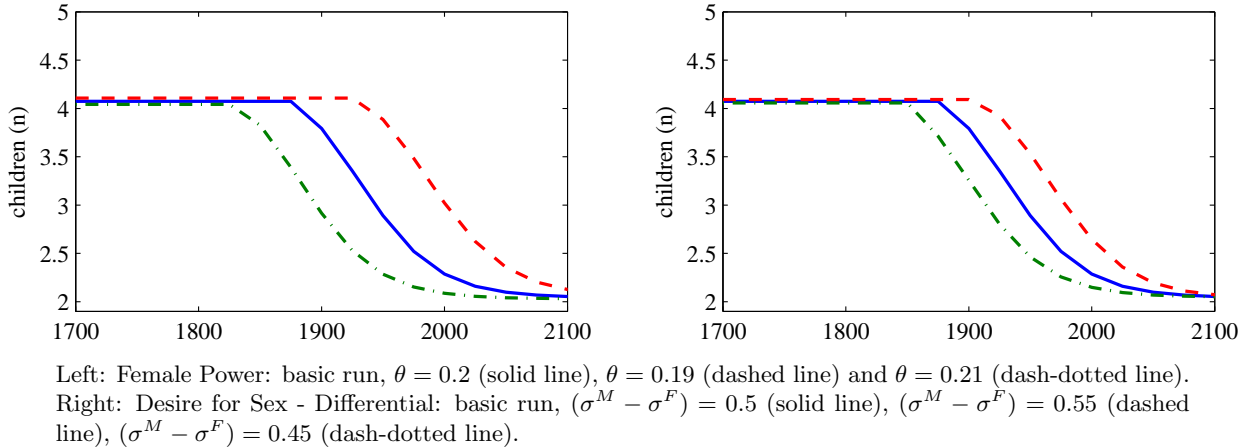 5
4.5
4
3.5
3
2.5
2
children (n)
1700 1800 1900 2000 2100
5
4.5
4
3.5
3
2.5
2
children (n)
1700 1800 1900 2000 2100
Left: Female Power: basic run, θ = 0.2 (solid line), θ = 0.19 (dashed line) and θ = 0.21 (dash-dotted line).
Right: Desire for Sex - Differential: basic run, (σ^M − σ^F) = 0.5 (solid line), (σ^M − σ^F) = 0.55 (dashed
line), (σ^M − σ^F) = 0.45 (dash-dotted line).